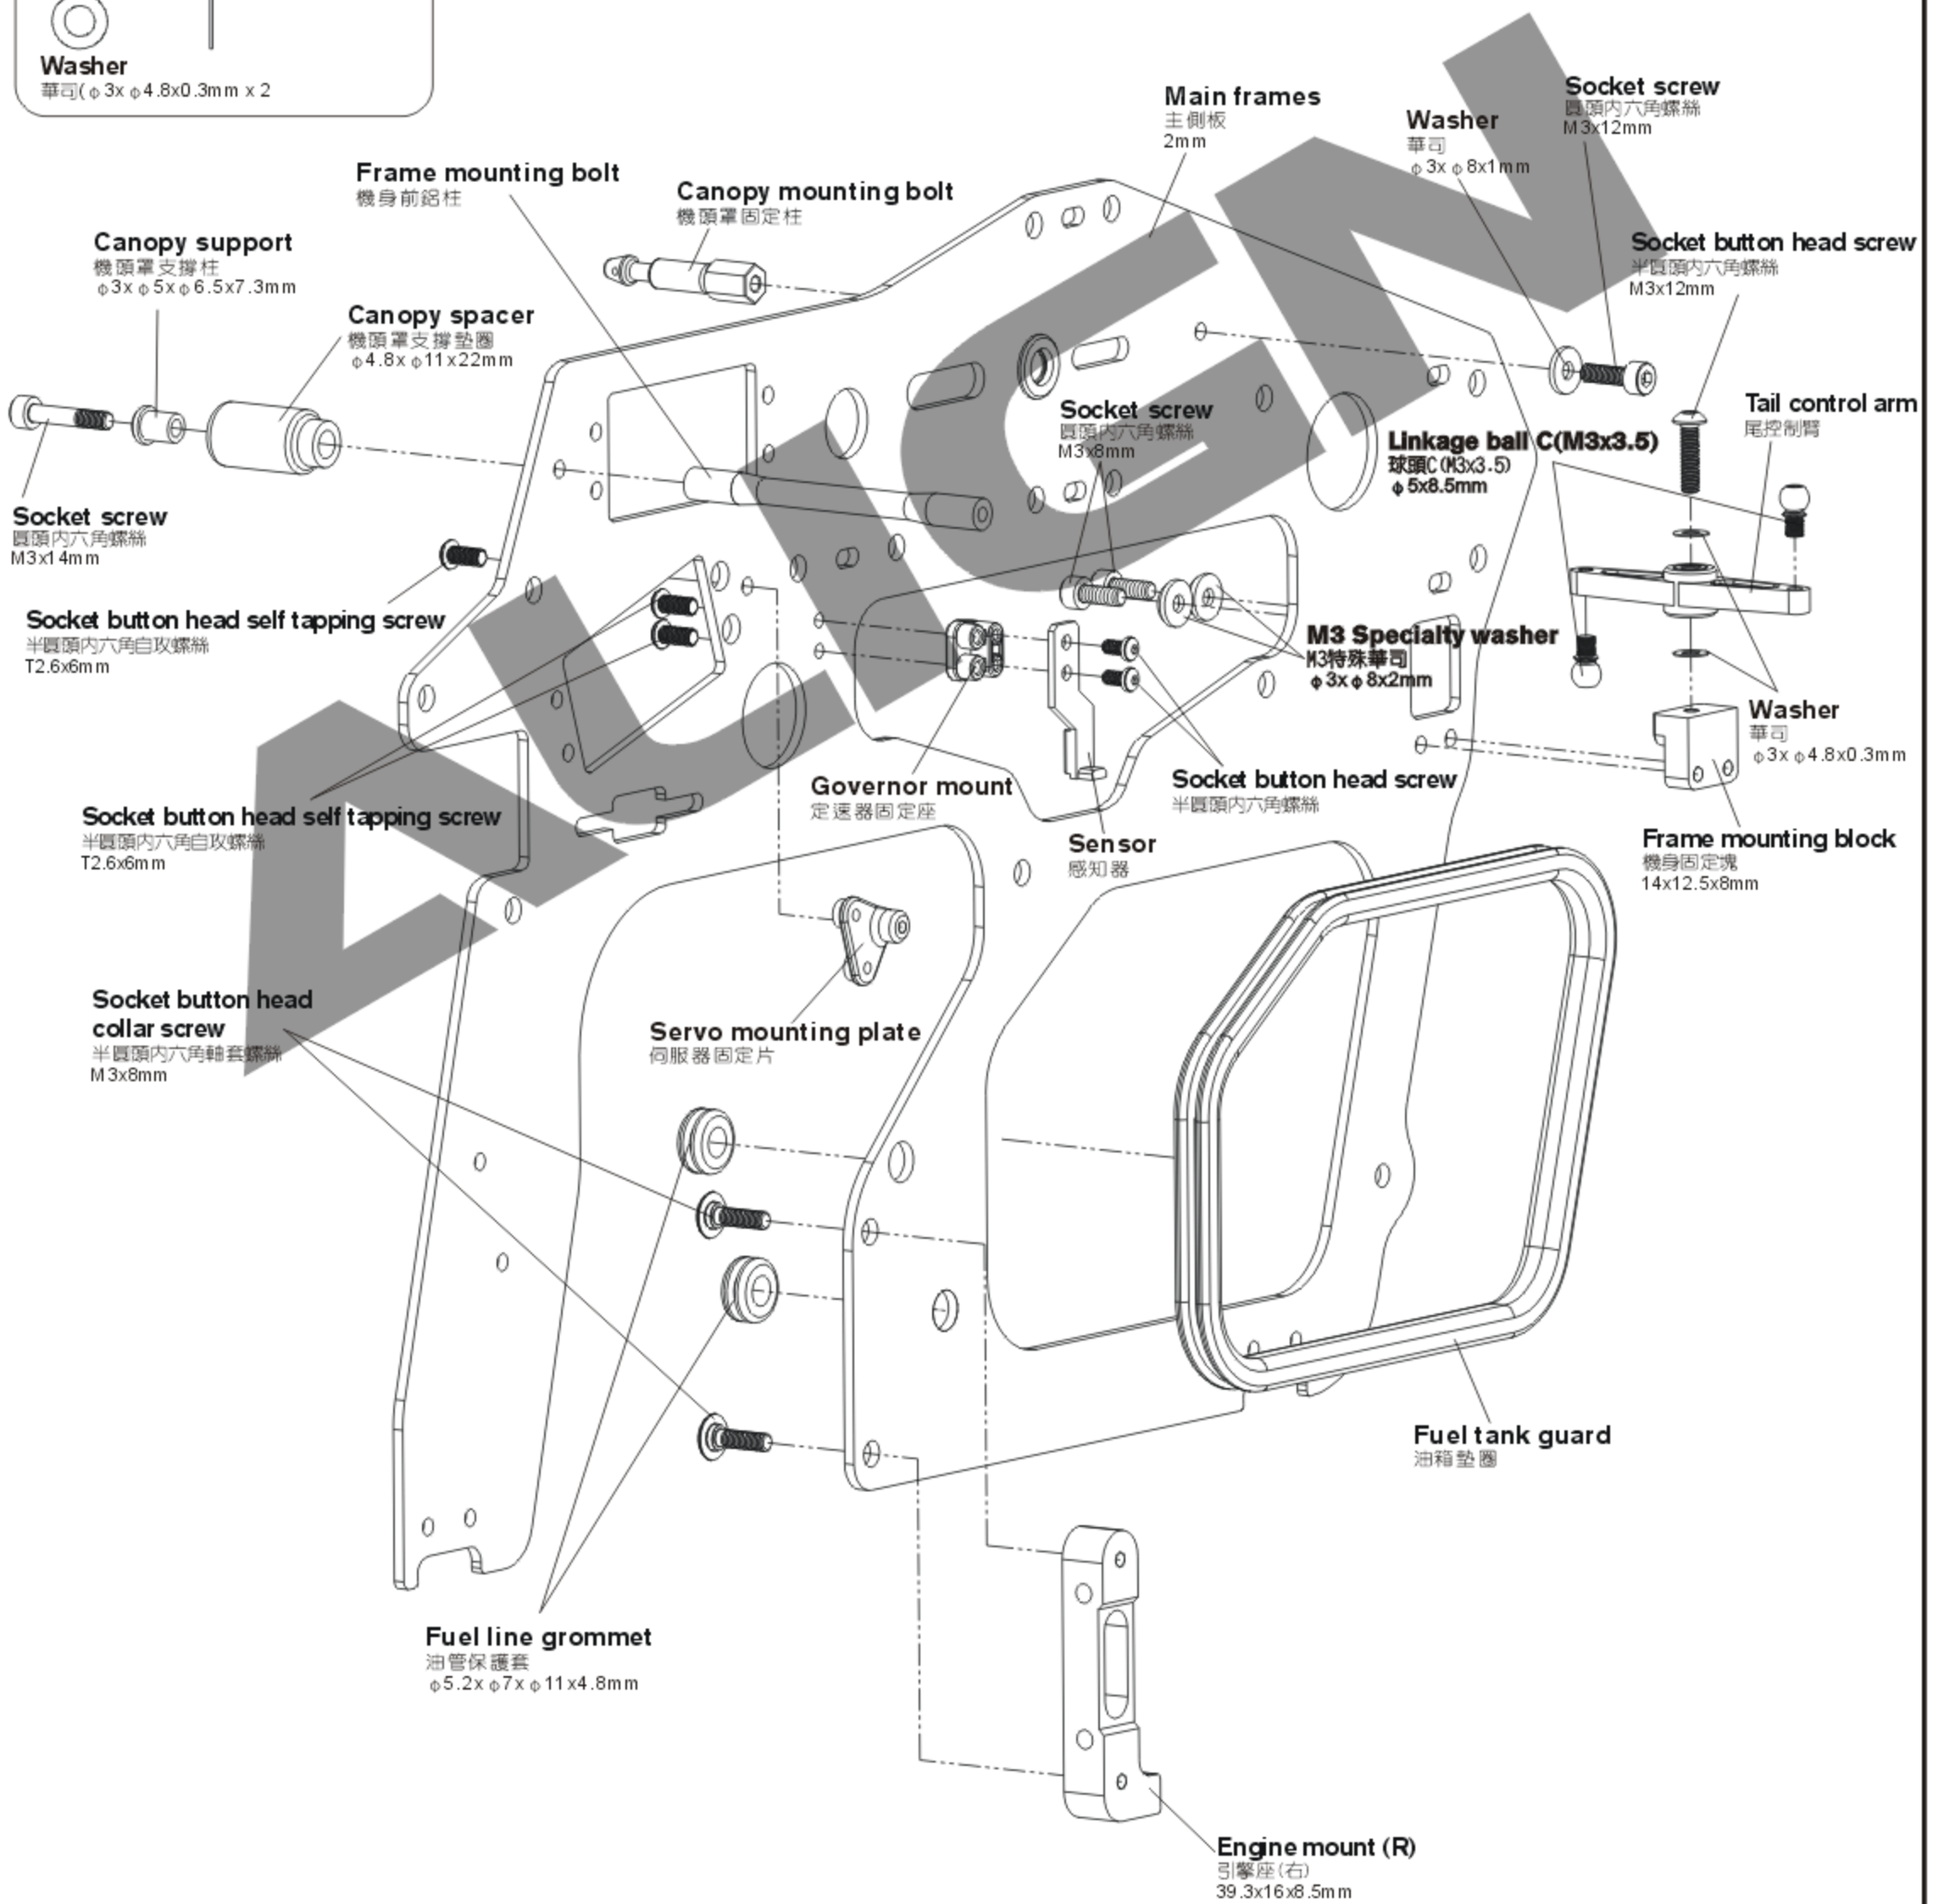 Washer
華司(φ3xφ4.8x0.3mm x 2
Main frames
主側板
2mm
Socket screw
圓頭内六角螺絲
M3x12mm
Washer
華司
φ3xφ8x1mm
Frame mounting bolt
機身前鋁柱
Canopy mounting bolt
機頭罩固定柱
Canopy support
機頭罩支撐柱
φ3xφ5xφ6.5x7.3mm
Socket button head screw
半圓頭内六角螺絲
M3x12mm
Canopy spacer
機頭罩支撐墊圈
φ4.8xφ11x22mm
Socket screw
圓頭内六角螺絲
M3x8mm
Tail control arm
尾控制臂
Linkage ball C(M3x3.5)
球頭C(M3x3.5)
φ5x8.5mm
Socket screw
圓頭内六角螺絲
M3x14mm
Socket button head self tapping screw
半圓頭内六角自攻螺絲
T2.6x6mm
M3 Specialty washer
M3特殊華司
φ3xφ8x2mm
Washer
華司
φ3xφ4.8x0.3mm
Governor mount
定速器固定座
Socket button head screw
半圓頭内六角螺絲
Socket button head self tapping screw
半圓頭内六角自攻螺絲
T2.6x6mm
Sensor
感知器
Frame mounting block
機身固定塊
14x12.5x8mm
Socket button head
collar screw
半圓頭内六角軸套螺絲
M3x8mm
Servo mounting plate
伺服器固定片
Fuel tank guard
油箱墊圈
Fuel line grommet
油管保護套
φ5.2xφ7xφ11x4.8mm
Engine mount (R)
引擎座(右)
39.3x16x8.5mm
ALIGN